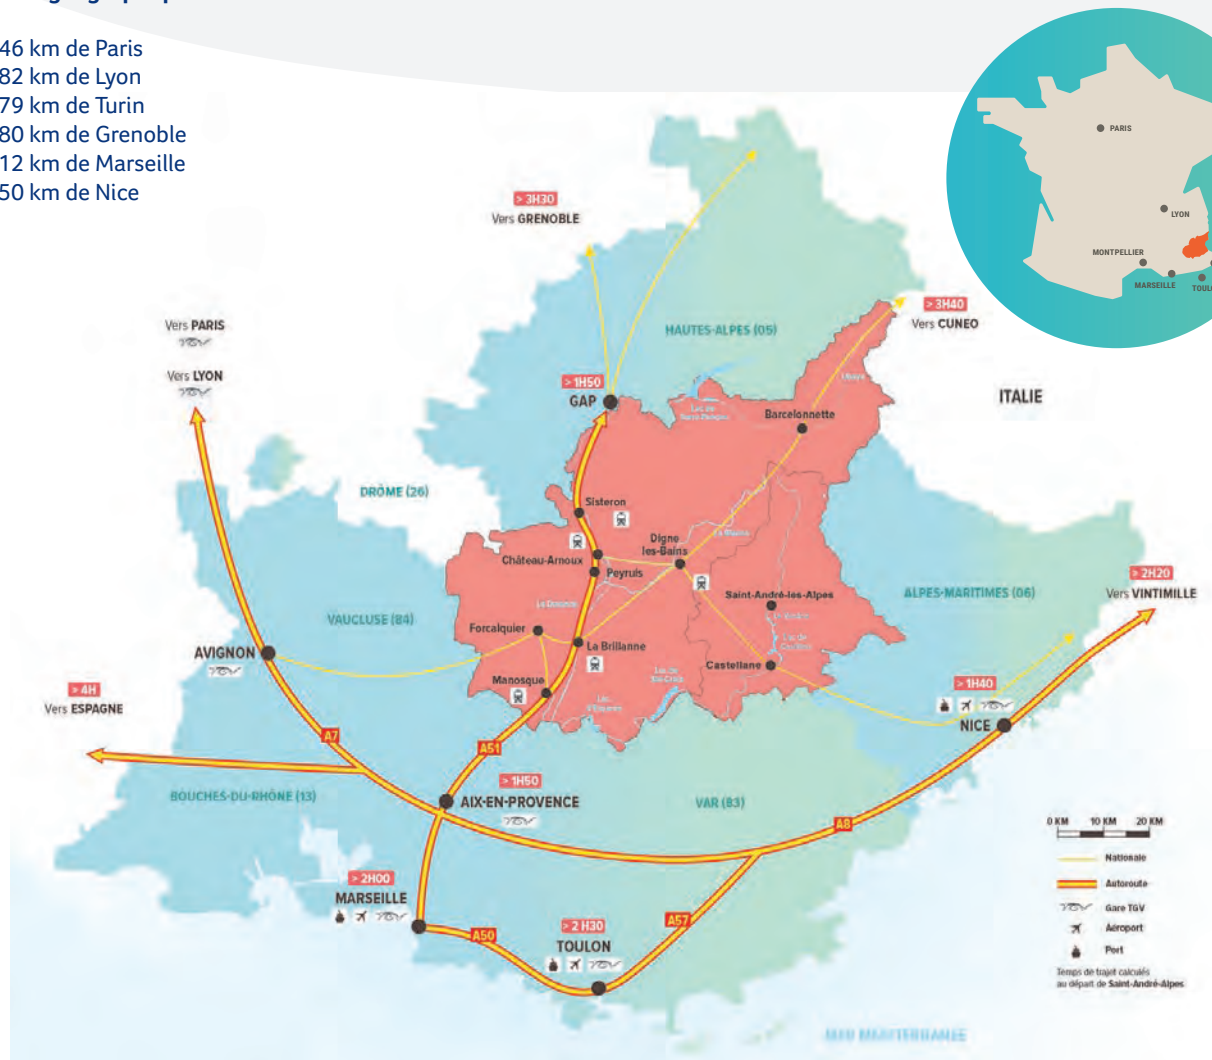 46 km de Paris
82 km de Lyon
79 km de Turin
80 km de Grenoble
12 km de Marseille
50 km de Nice
PARIS
LYON
MONTPELLIER
MARSEILLE
> 3H30
Vers GRENOBLE
> 3H40
Vers CUNEO
HAUTES-ALPES (05)
Vers PARIS
Vers LYON
> 1H50
GAP
ITALIE
Barcelonnette
DRÔME (26)
Sisteron
Digne
les-Bains
Château-Arnoux
Peyruis
VAUCLUSE (84)
Saint-André-les-Alpes
ALPES-MARITIMES (06)
> 2H20
Vers VINTIMILLE
Forcalquier
La Brillanne
AVIGNON
Castellane
Manosque
> 4H
Vers ESPAGNE
> 1H40
NICE
A7
A51
> 1H50
AIX-EN-PROVENCE
BOUCHES-DU-RHÔNE (13)
VAR (83)
A8
> 2H00
MARSEILLE
A50
> 2 H30
TOULON
A57
0 KM 10 KM 20 KM
Nationale
Autoroute
Gare TGV
Aéroport
Port
Temps de trajet calculés
au départ de Saint-André-Alpes
MER MÉDITERRANÉE